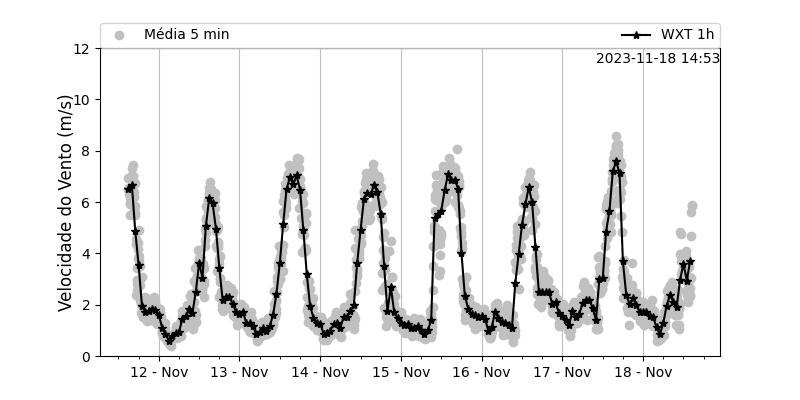 Média 5 min
WXT 1h
2023-11-18 14:53
Velocidade do Vento (m/s)
12
10
8
6
4
2
0
12 - Nov
13 - Nov
14 - Nov
15 - Nov
16 - Nov
17 - Nov
18 - Nov